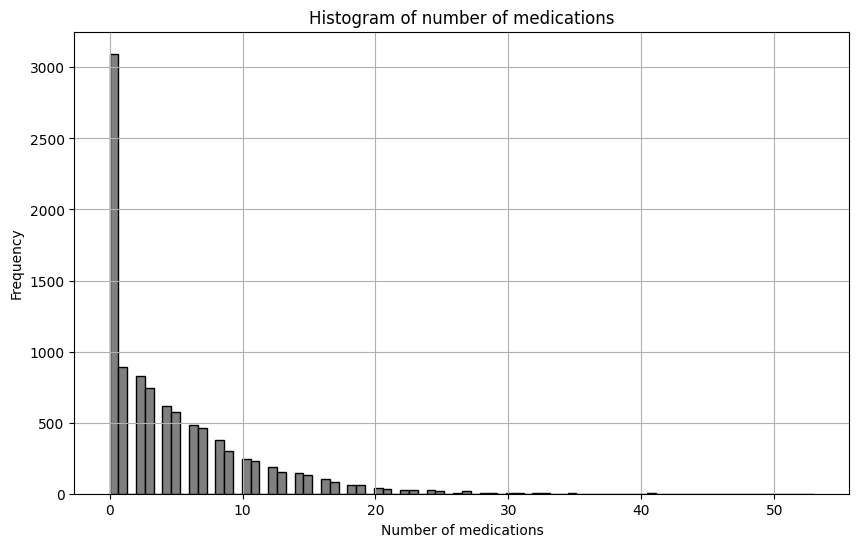 Histogram of number of medications
3000
2500
2000
1500
1000
500
0
Frequency
0 10 20 30 40 50
Number of medications